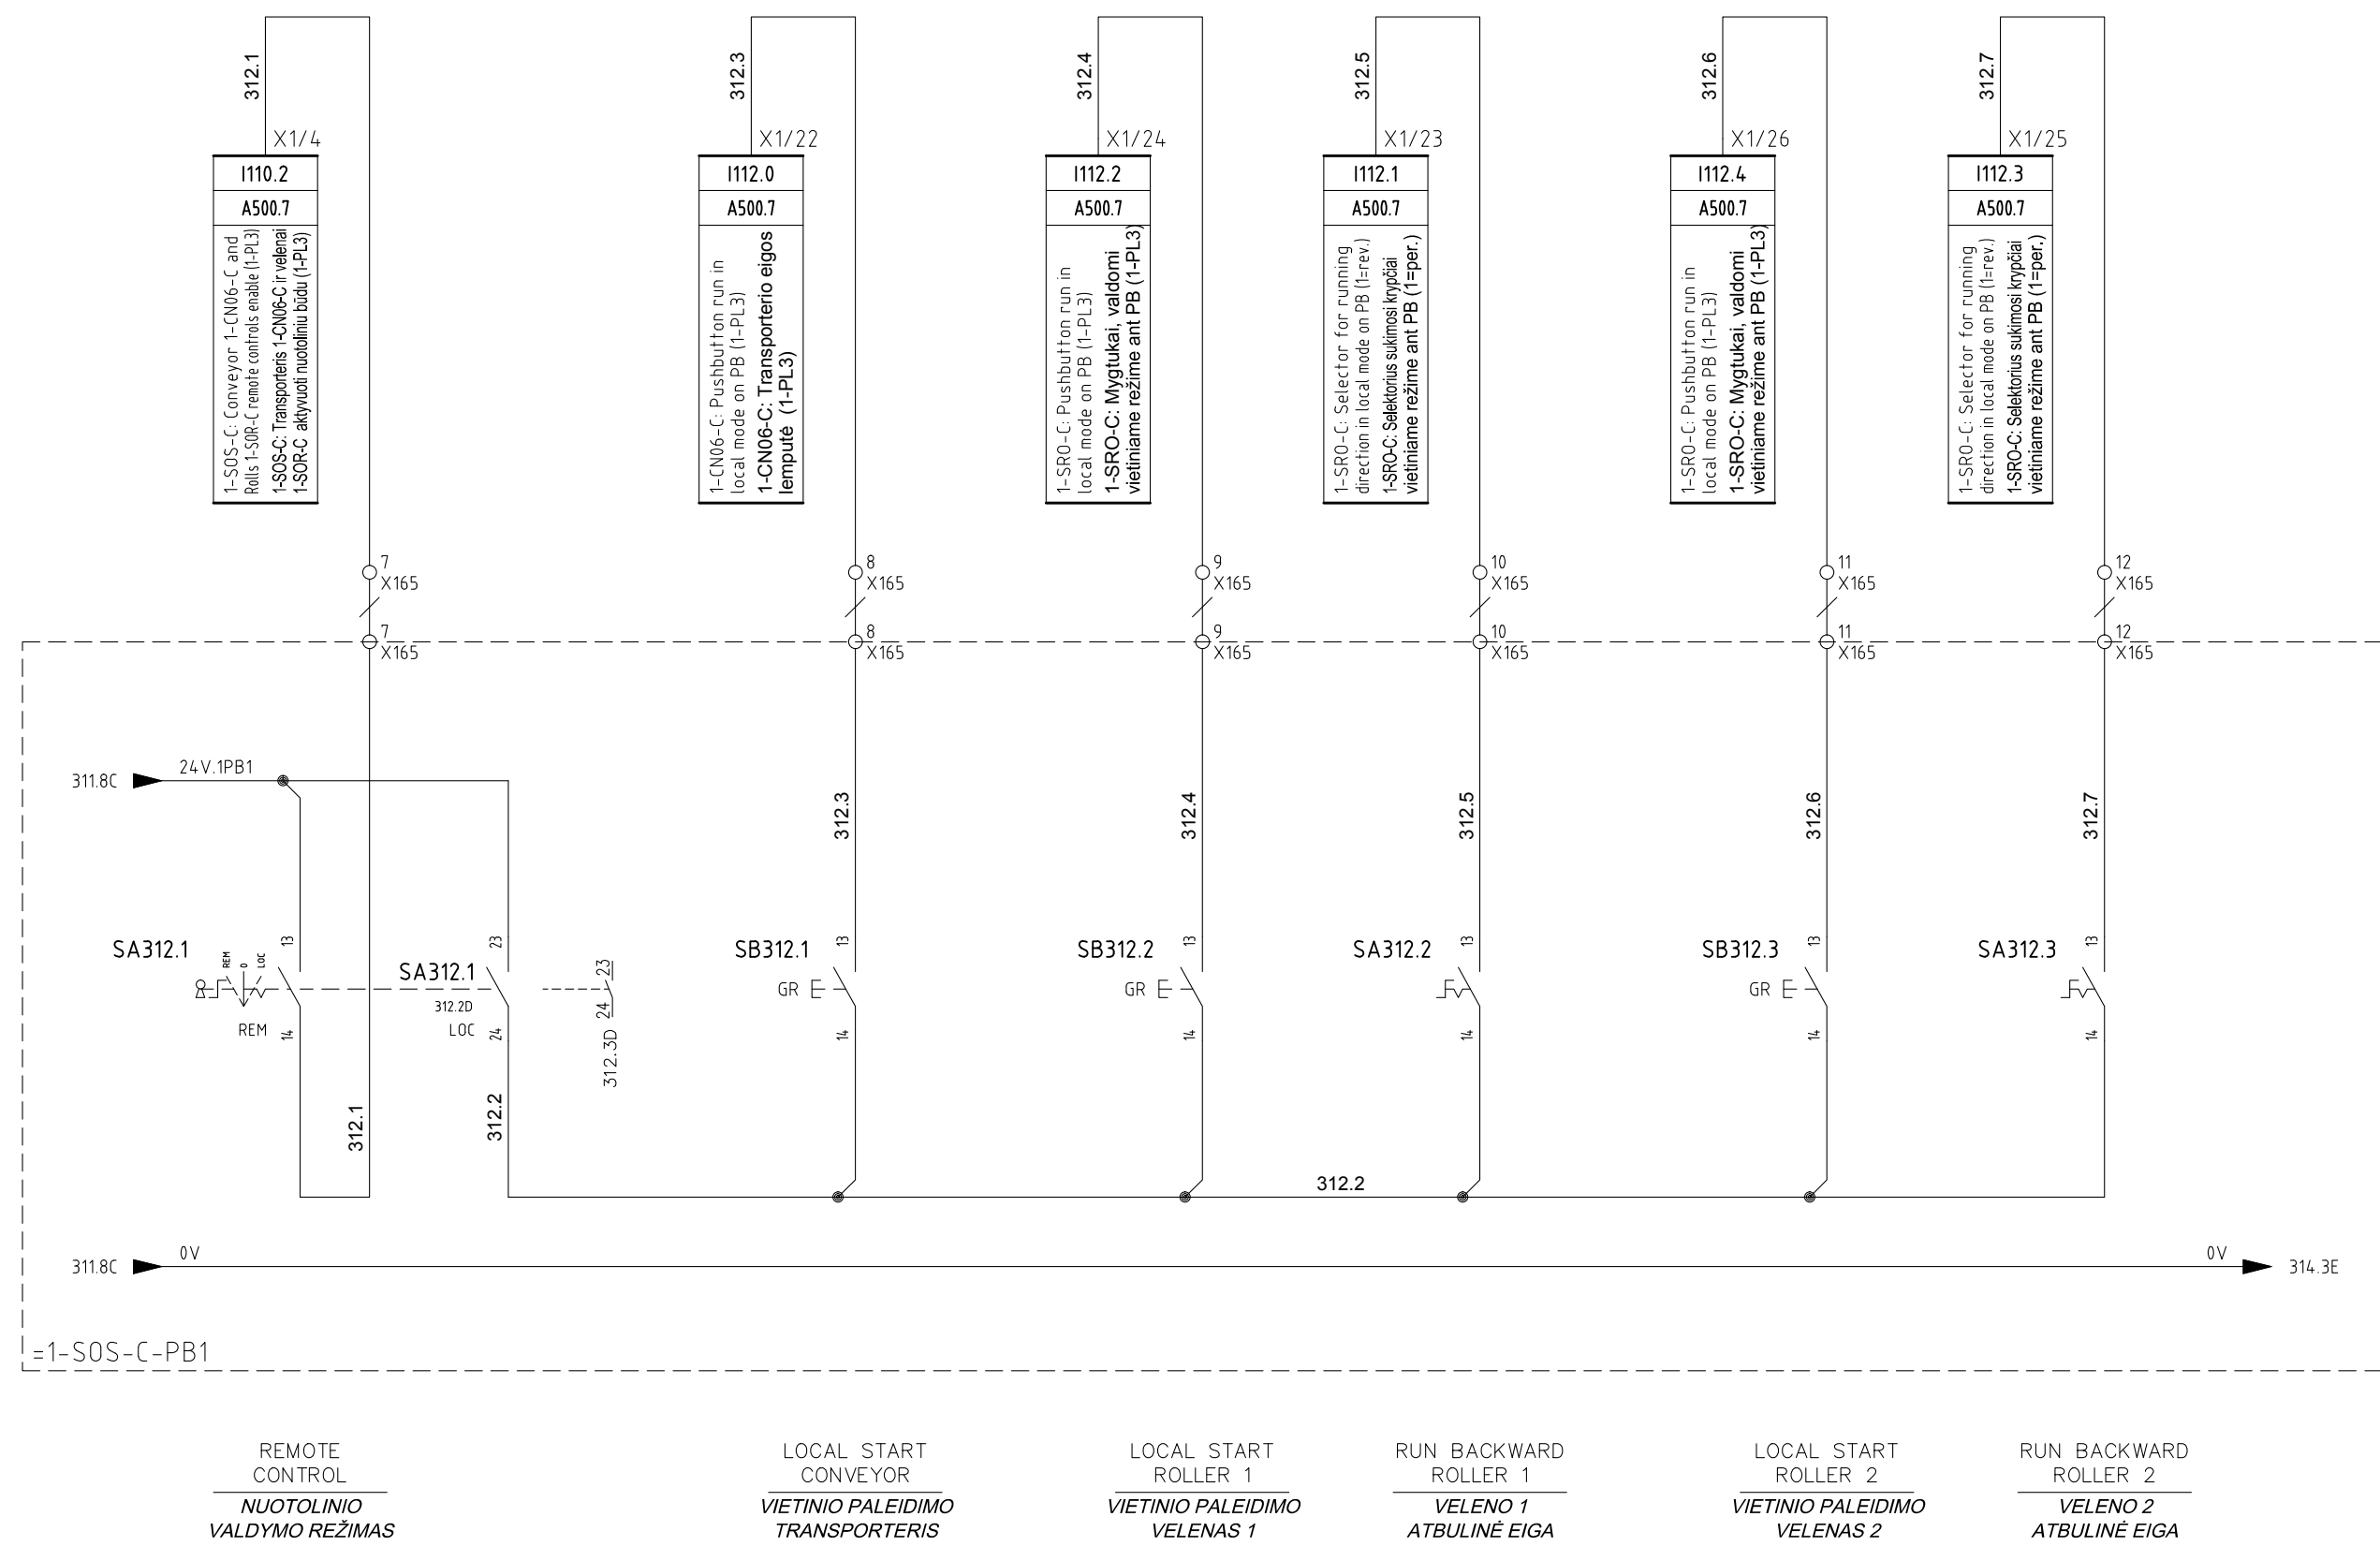 312.1
312.3
312.4
312.5
312.6
312.7
X1/4
X1/22
X1/24
X1/23
X1/26
X1/25
I110.2
I112.0
I112.2
I112.1
I112.4
I112.3
A500.7
A500.7
A500.7
A500.7
A500.7
A500.7
1-SOS-C: Conveyor 1-CN06-C and
Rolls 1-SOR-C remote controls enable (1-PL3)
1-SOS-C: Transporteris 1-CN06-C ir velenai
1-SOR-C aktyvuoti nuotoliniu būdu (1-PL3)
1-CN06-C: Pushbutton run in
local mode on PB (1-PL3)
1-CN06-C: Transporterio eigos
lemputė (1-PL3)
1-SRO-C: Pushbutton run in
local mode on PB (1-PL3)
1-SRO-C: Mygtukai, valdomi
vietiniame režime ant PB (1-PL3)
1-SRO-C: Selector for running
direction in local mode on PB (1=rev.)
1-SRO-C: Selektorius sukimosi krypčiai
vietiniame režime ant PB (1=per.)
1-SRO-C: Pushbutton run in
local mode on PB (1-PL3)
1-SRO-C: Mygtukai, valdomi
vietiniame režime ant PB (1-PL3)
1-SRO-C: Selector for running
direction in local mode on PB (1=rev.)
1-SRO-C: Selektorius sukimosi krypčiai
vietiniame režime ant PB (1=per.)
7
X165
8
X165
9
X165
10
X165
11
X165
12
X165
7
X165
8
X165
9
X165
10
X165
11
X165
12
X165
311.8C
24V.1PB1
312.3
312.4
312.5
312.6
312.7
SA312.1
REM
0
LOC
13
REM
14
SA312.1
312.2D
LOC
23
24
23
24
312.3D
SB312.1
13
GR
14
SB312.2
13
GR
14
SA312.2
13
14
SB312.3
13
GR
14
SA312.3
13
14
312.1
312.2
312.2
311.8C
0V
0V
314.3E
=1-SOS-C-PB1
REMOTE
CONTROL
NUOTOLINIO
VALDYMO REŽIMAS
LOCAL START
CONVEYOR
VIETINIO PALEIDIMO
TRANSPORTERIS
LOCAL START
ROLLER 1
VIETINIO PALEIDIMO
VELENAS 1
RUN BACKWARD
ROLLER 1
VELENO 1
ATBULINĖ EIGA
LOCAL START
ROLLER 2
VIETINIO PALEIDIMO
VELENAS 2
RUN BACKWARD
ROLLER 2
VELENO 2
ATBULINĖ EIGA